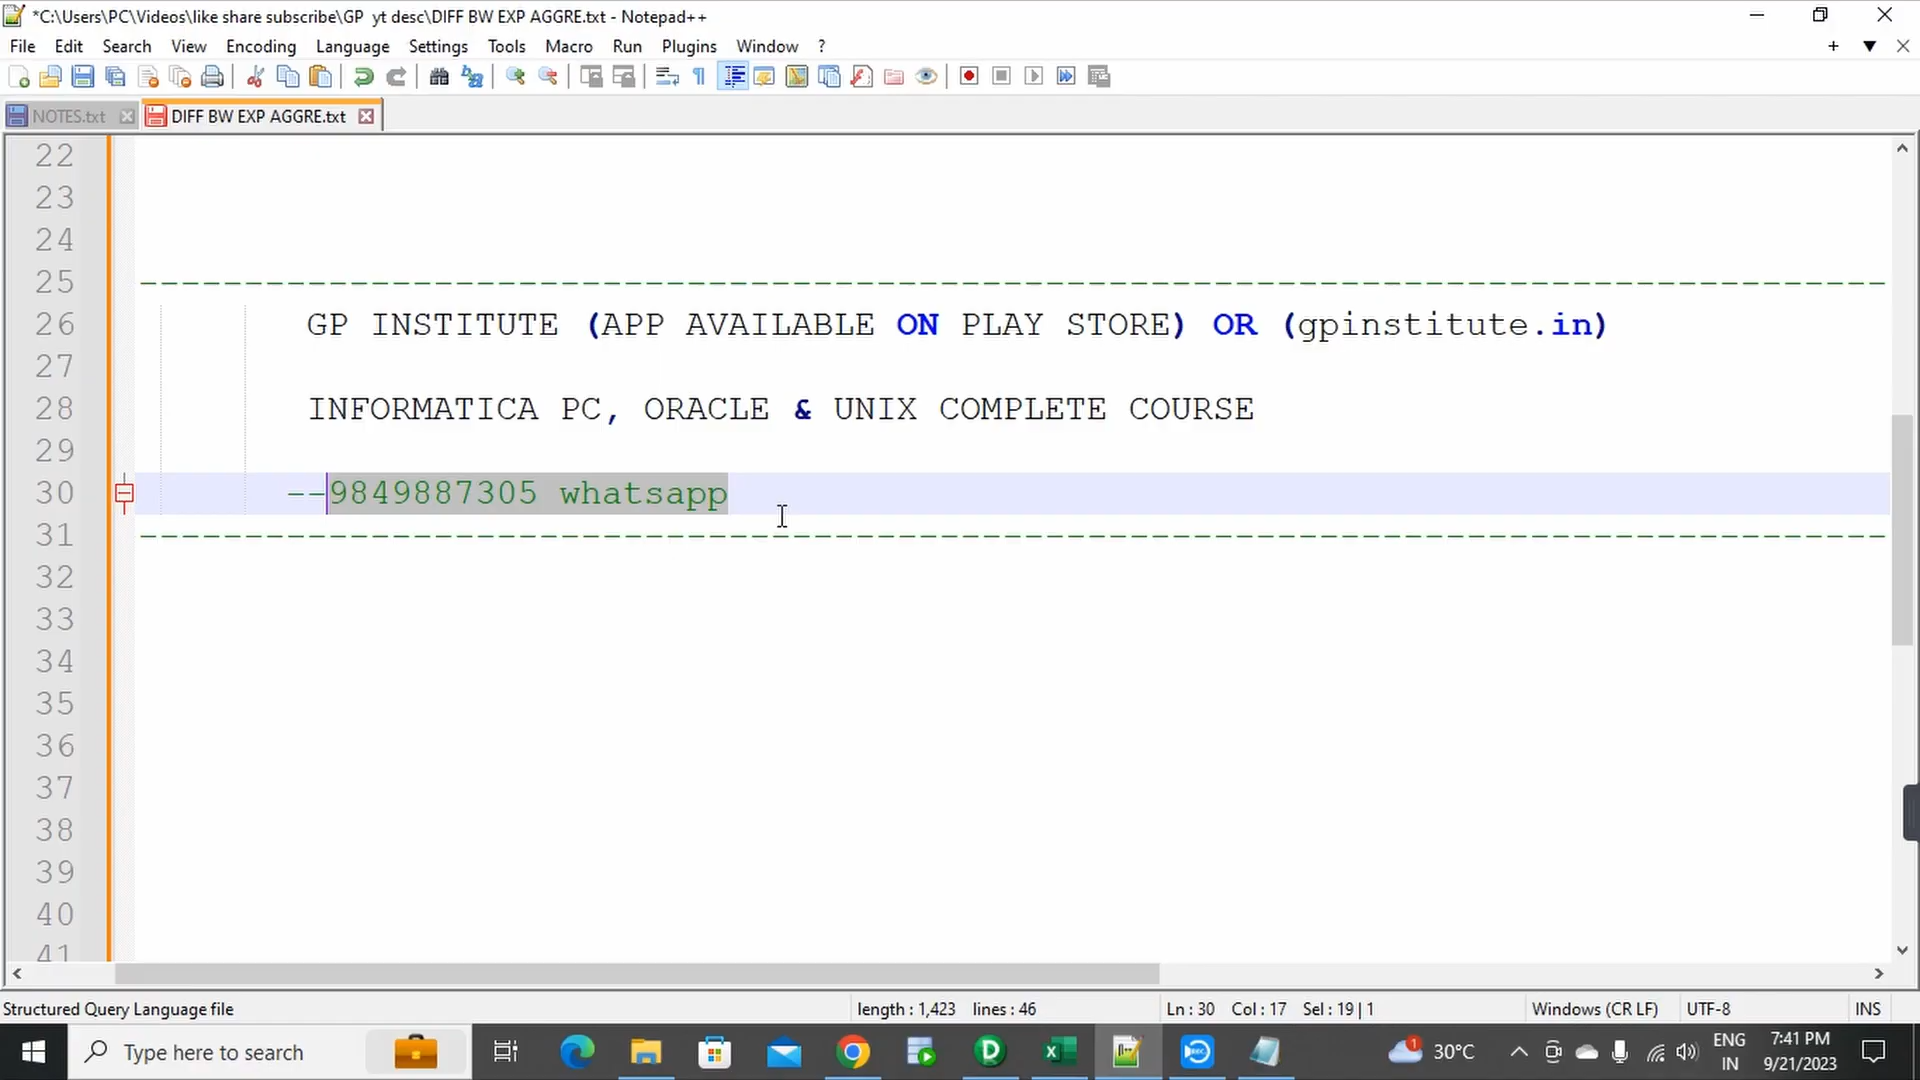 *C:\Users\PC\Videos\like share subscribe\GP  yt desc\DIFF BW EXP AGGRE.txt - Notepad++
File Edit Search View Encoding Language Settings Tools Macro Run Plugins Window ?
NOTES.txt DIFF BW EXP AGGRE.txt
22
23
24
25 --------------------------------------------------------------------------------
26 GP INSTITUTE (APP AVAILABLE ON PLAY STORE) OR (gpinstitute.in)
27
28 INFORMATICA PC, ORACLE & UNIX COMPLETE COURSE
29
30 --9849887305 whatsapp
31 --------------------------------------------------------------------------------
32
33
34
35
36
37
38
39
40
41
Structured Query Language file length : 1,423 lines : 46 Ln : 30 Col : 17 Sel : 19 | 1 Windows (CR LF) UTF-8 INS
Type here to search 1 30°C ENG 7:41 PM
IN 9/21/2023